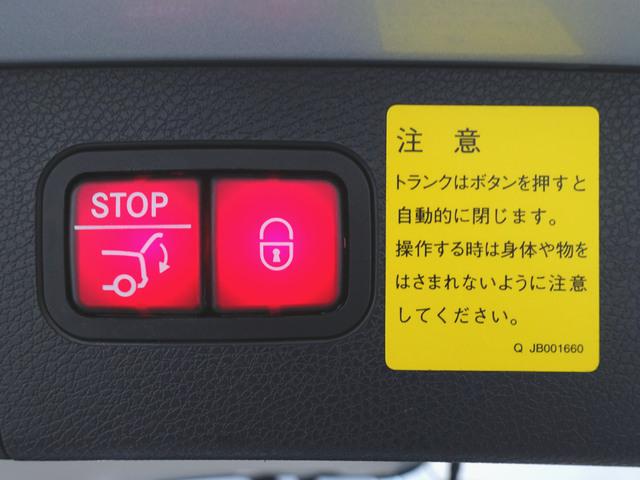 STOP
注 意
トランクはボタンを押すと
自動的に閉じます。
操作する時は身体や物を
はさまれないように注意
してください。
Q JB001660